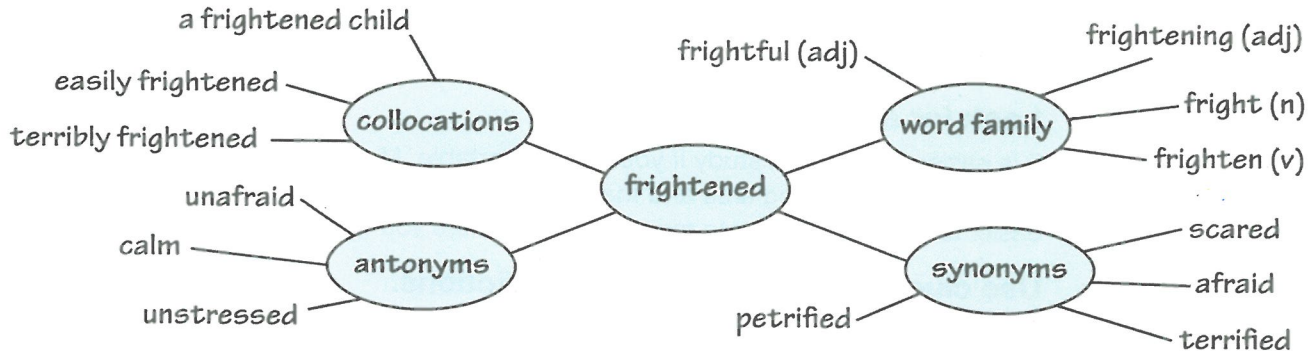 a frightened child
easily frightened
terribly frightened
collocations
frightful (adj)
frightening (adj)
fright (n)
frighten (v)
word family
frightened
unafraid
calm
unstressed
antonyms
synonyms
scared
afraid
terrified
petrified